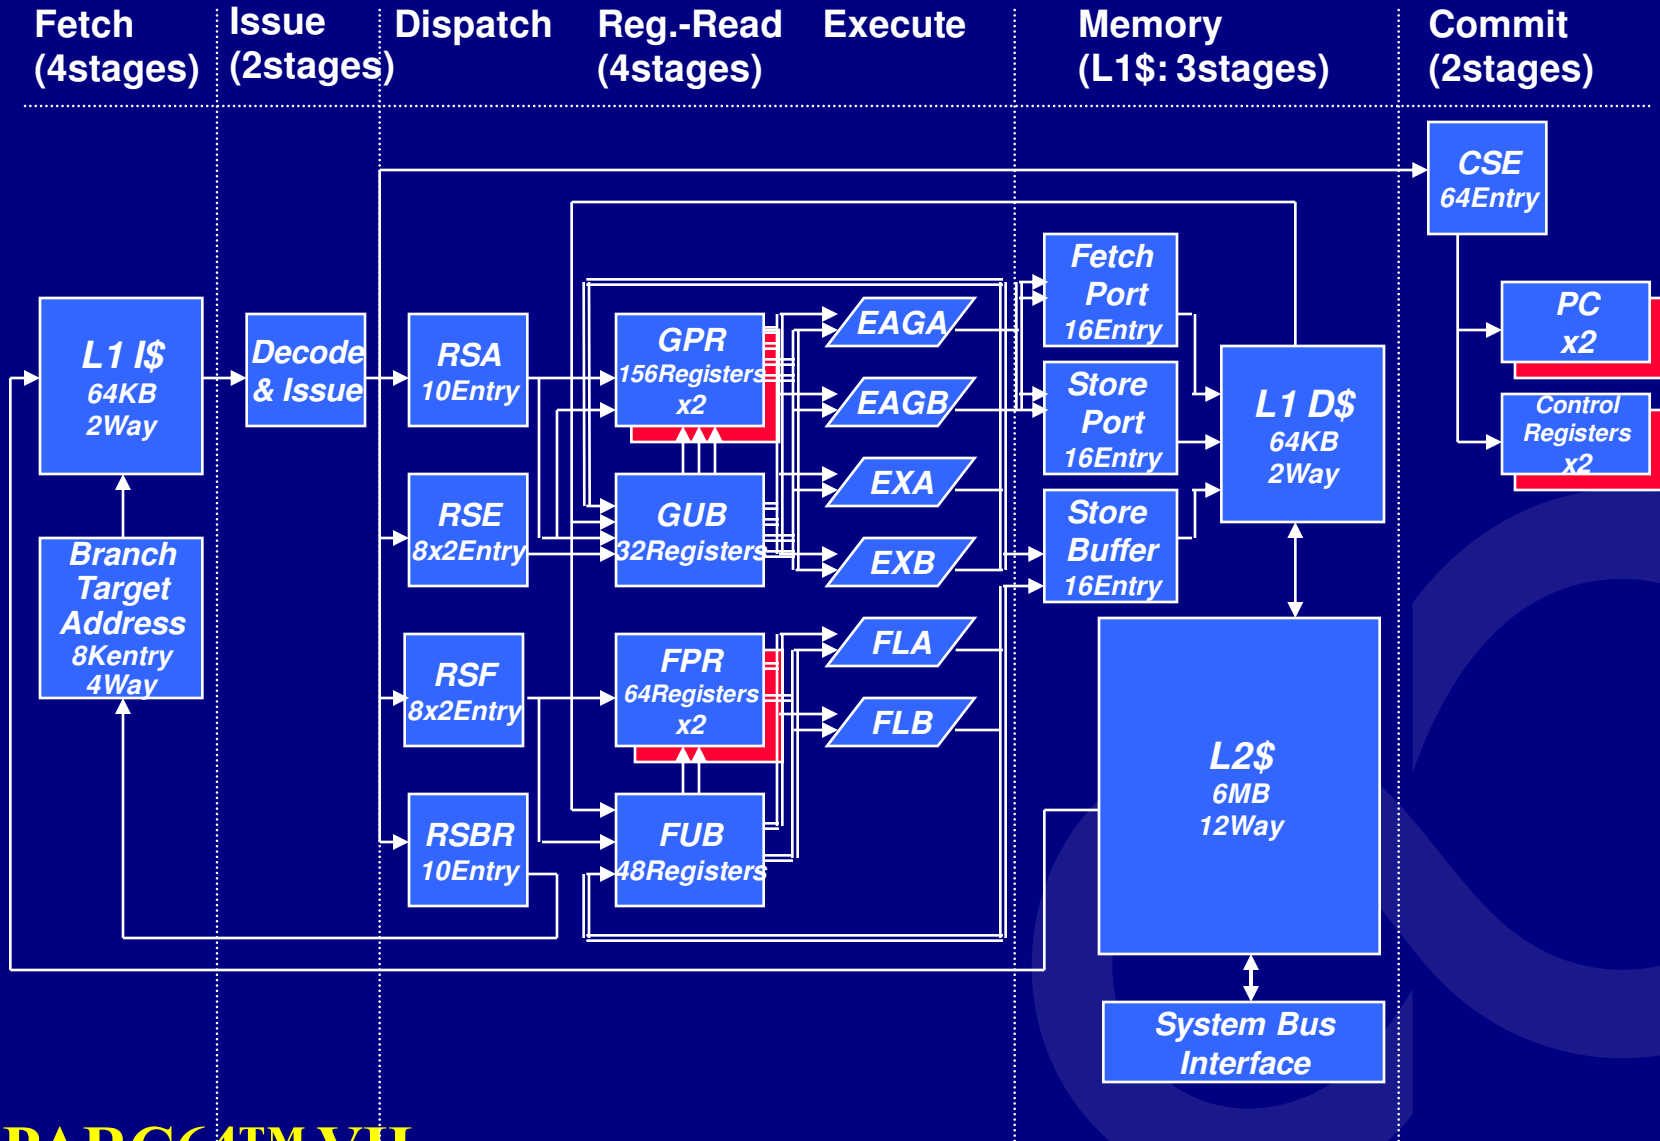 Fetch
(4stages)
Issue
(2stages)
Dispatch
Reg.-Read
(4stages)
Execute
Memory
(L1$: 3stages)
Commit
(2stages)
L1 I$
64KB
2Way
Branch
Target
Address
8Kentry
4Way
Decode
& Issue
RSA
10Entry
RSE
8x2Entry
RSF
8x2Entry
RSBR
10Entry
GPR
156Registers
x2
GUB
32Registers
FPR
64Registers
x2
FUB
48Registers
EAGA
EAGB
EXA
EXB
FLA
FLB
Fetch
Port
16Entry
Store
Port
16Entry
Store
Buffer
16Entry
L1 D$
64KB
2Way
L2$
6MB
12Way
System Bus
Interface
CSE
64Entry
PC
x2
Control
Registers
x2
PARC64™ VII